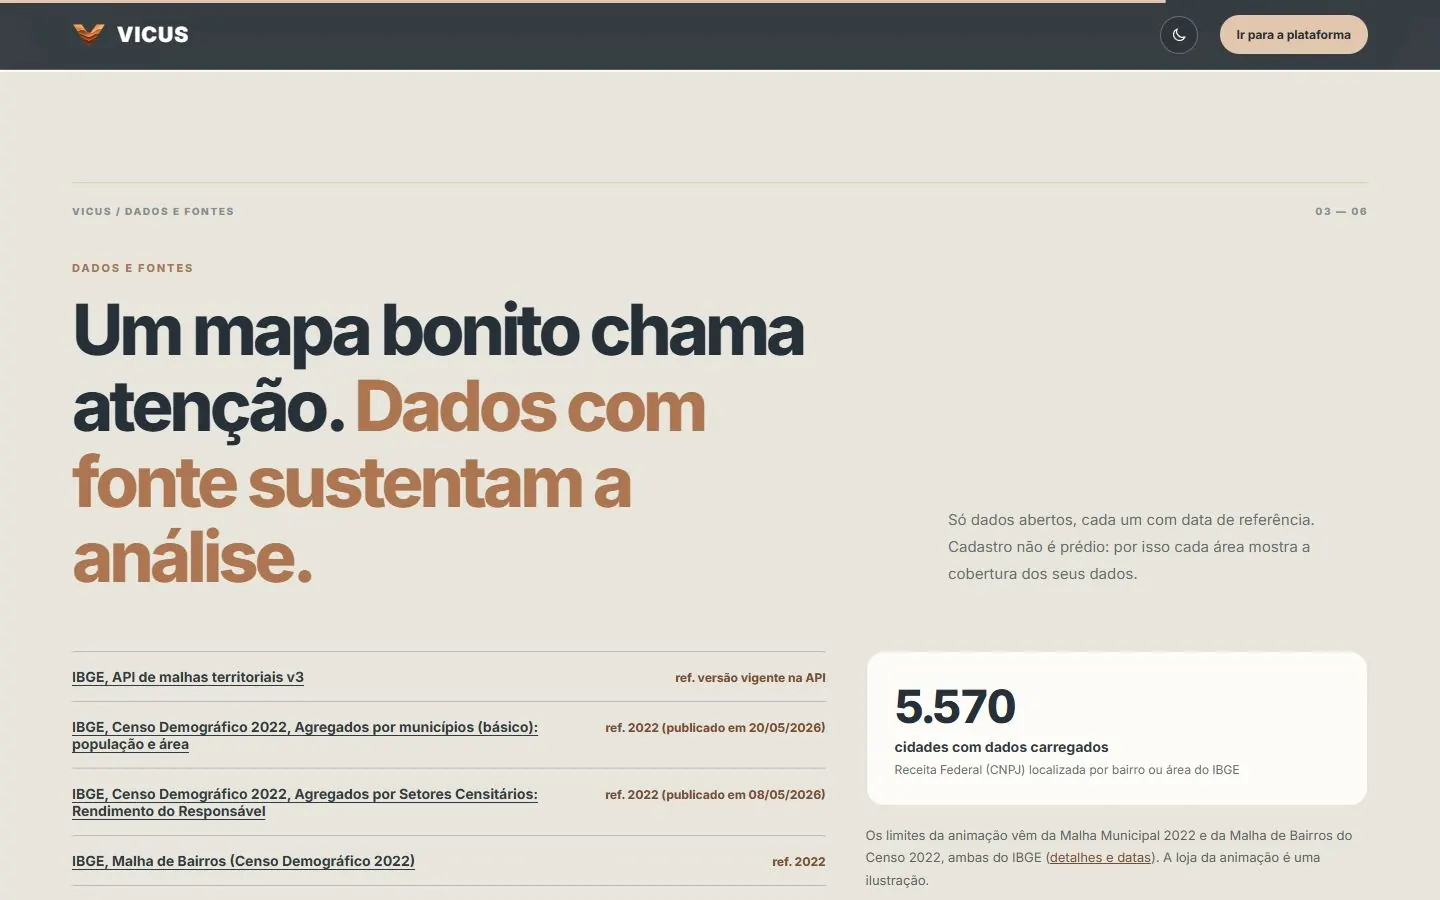 VICUS
Ir para a plataforma
VICUS / DADOS E FONTES
03 — 06
DADOS E FONTES
Um mapa bonito chama
atenção. Dados com
fonte sustentam a
análise.
Só dados abertos, cada um com data de referência.
Cadastro não é prédio: por isso cada área mostra a
cobertura dos seus dados.
IBGE, API de malhas territoriais v3
ref. versão vigente na API
IBGE, Censo Demográfico 2022, Agregados por municípios (básico):
população e área
ref. 2022 (publicado em 20/05/2026)
IBGE, Censo Demográfico 2022, Agregados por Setores Censitários:
Rendimento do Responsável
ref. 2022 (publicado em 08/05/2026)
IBGE, Malha de Bairros (Censo Demográfico 2022)
ref. 2022
5.570
cidades com dados carregados
Receita Federal (CNPJ) localizada por bairro ou área do IBGE
Os limites da animação vêm da Malha Municipal 2022 e da Malha de Bairros do
Censo 2022, ambas do IBGE (detalhes e datas). A loja da animação é uma
ilustração.